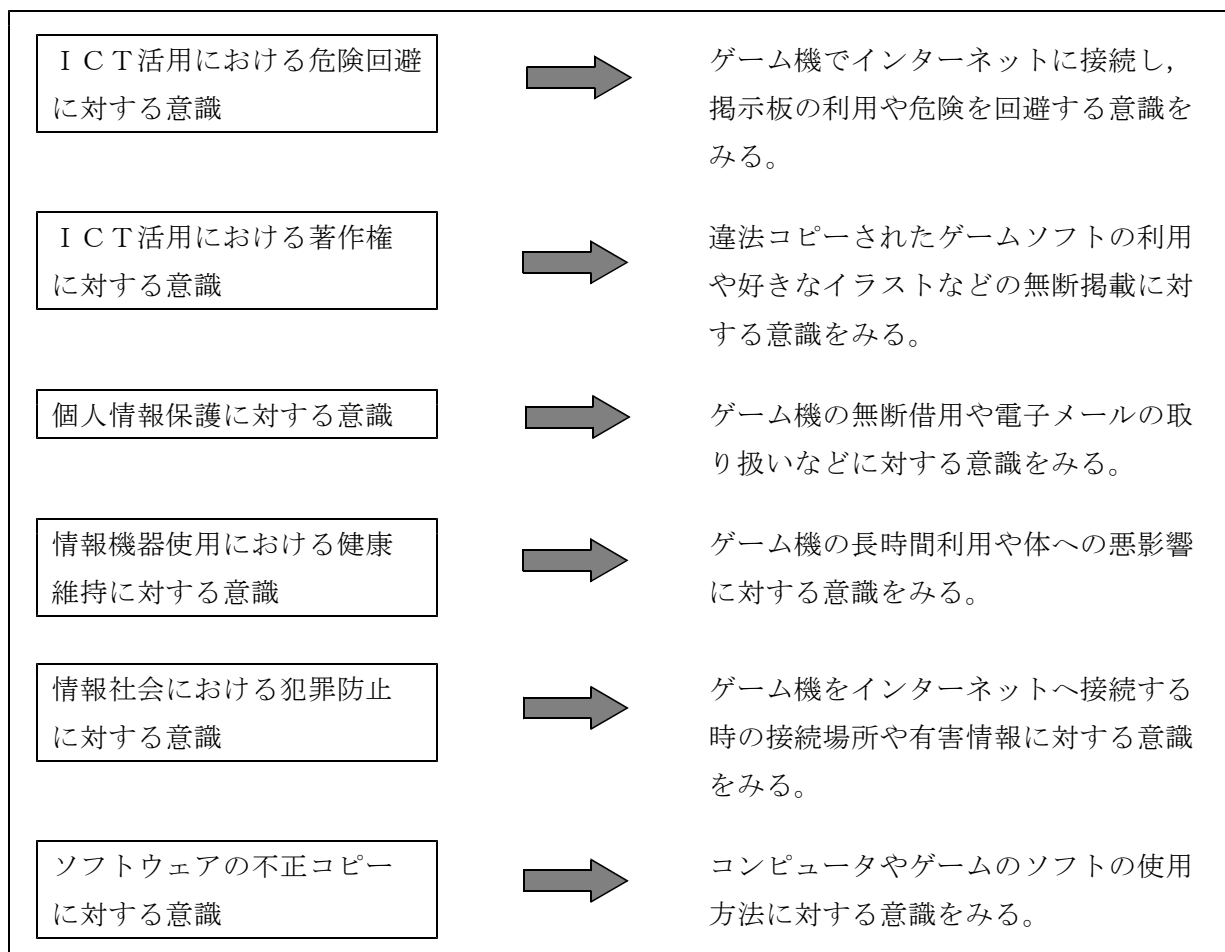 ＩＣＴ活用における危険回避
に対する意識
ゲーム機でインターネットに接続し，
掲示板の利用や危険を回避する意識を
みる。
ＩＣＴ活用における著作権
に対する意識
違法コピーされたゲームソフトの利用
や好きなイラストなどの無断掲載に対
する意識をみる。
個人情報保護に対する意識
ゲーム機の無断借用や電子メールの取
り扱いなどに対する意識をみる。
情報機器使用における健康
維持に対する意識
ゲーム機の長時間利用や体への悪影響
に対する意識をみる。
情報社会における犯罪防止
に対する意識
ゲーム機をインターネットへ接続する
時の接続場所や有害情報に対する意識
をみる。
ソフトウェアの不正コピー
に対する意識
コンピュータやゲームのソフトの使用
方法に対する意識をみる。